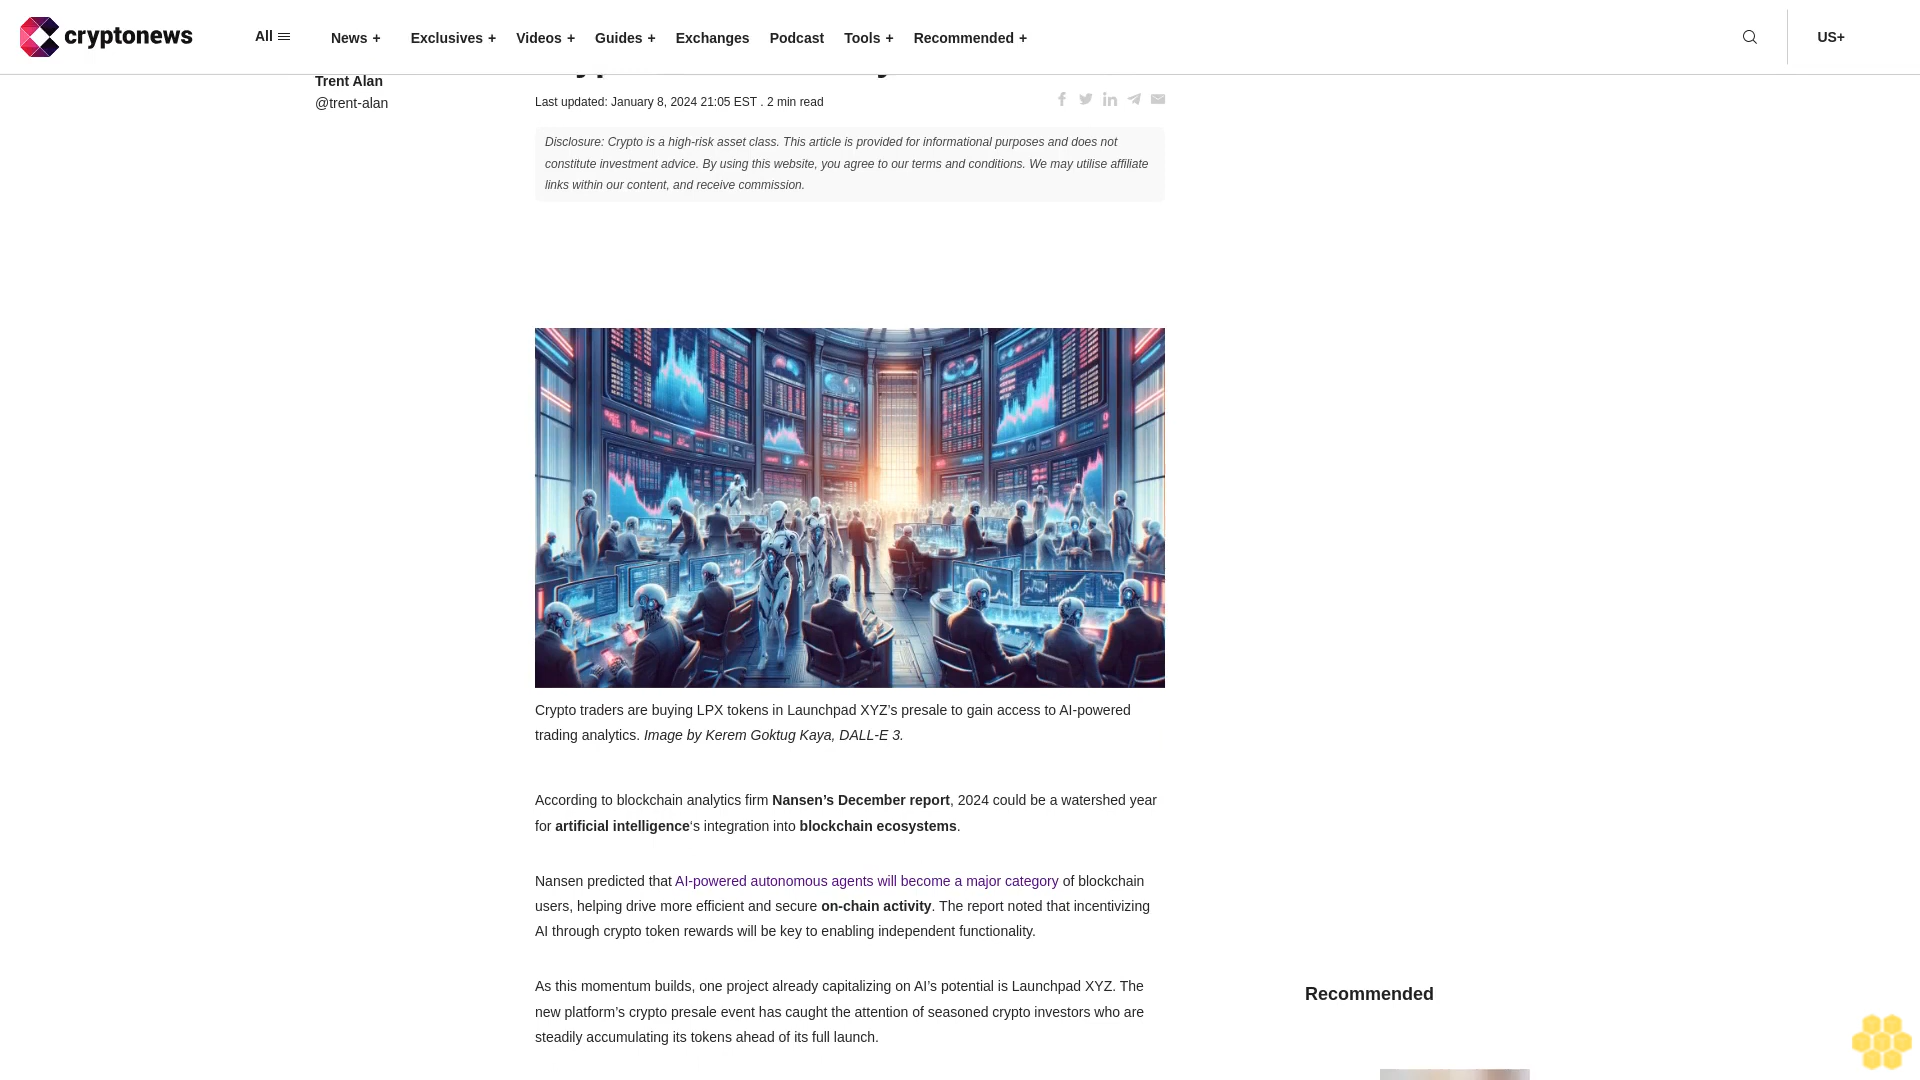 cryptonews
All
News +
Exclusives +
Videos +
Guides +
Exchanges
Podcast
Tools +
Recommended +
US+
Trent Alan
@trent-alan
Last updated: January 8, 2024 21:05 EST . 2 min read
Disclosure: Crypto is a high-risk asset class. This article is provided for informational purposes and does not
constitute investment advice. By using this website, you agree to our terms and conditions. We may utilise affiliate
links within our content, and receive commission.
Crypto traders are buying LPX tokens in Launchpad XYZ’s presale to gain access to AI-powered
trading analytics. Image by Kerem Goktug Kaya, DALL-E 3.
According to blockchain analytics firm Nansen’s December report, 2024 could be a watershed year
for artificial intelligence‘s integration into blockchain ecosystems.
Nansen predicted that AI-powered autonomous agents will become a major category of blockchain
users, helping drive more efficient and secure on-chain activity. The report noted that incentivizing
AI through crypto token rewards will be key to enabling independent functionality.
As this momentum builds, one project already capitalizing on AI’s potential is Launchpad XYZ. The
new platform’s crypto presale event has caught the attention of seasoned crypto investors who are
steadily accumulating its tokens ahead of its full launch.
Recommended